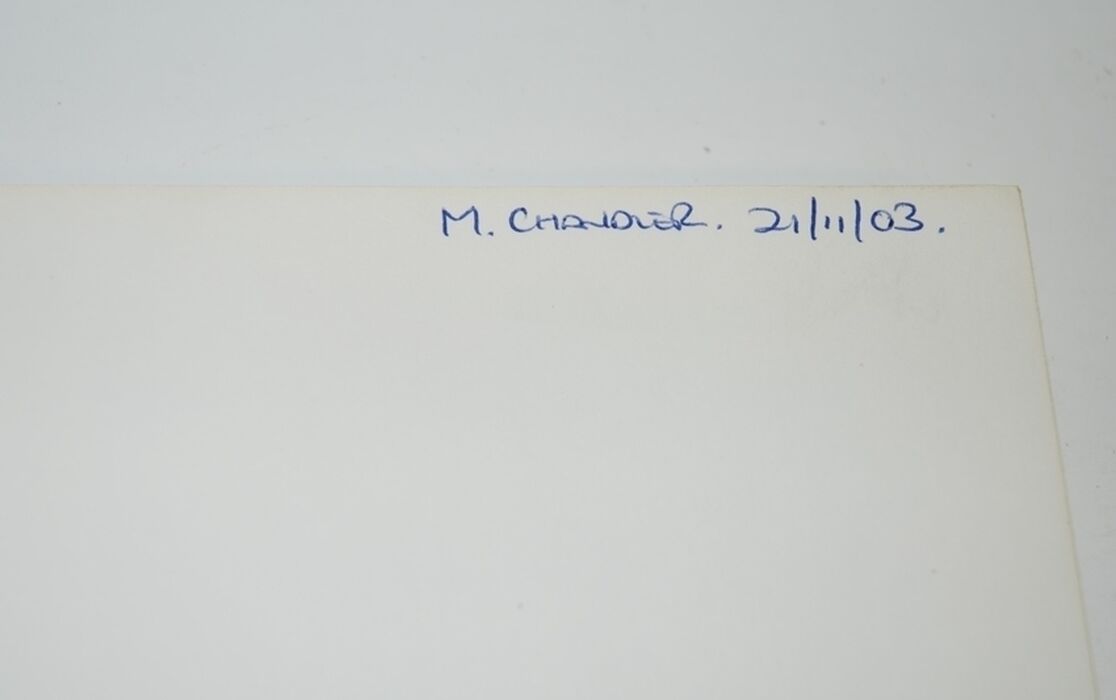 M. CHANDLER. 21/11/03.